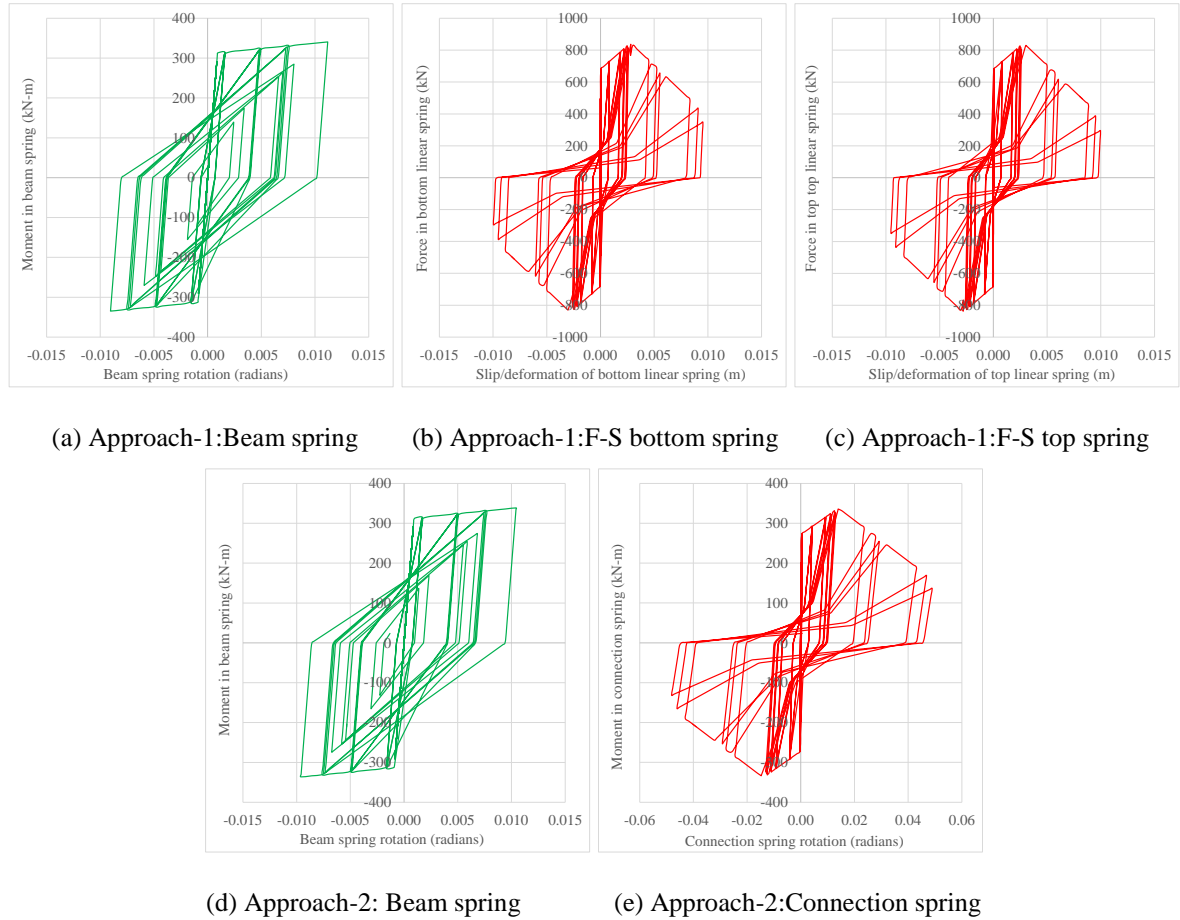 400
300
200
100
0
-100
-200
-300
-400
-0.015 -0.010 -0.005 0.000 0.005 0.010 0.015
Moment in beam spring (kN-m)
Beam spring rotation (radians)
1000
800
600
400
200
0
-200
-400
-600
-800
-1000
-0.015 -0.010 -0.005 0.000 0.005 0.010 0.015
Force in bottom linear spring (kN)
Slip/deformation of bottom linear spring (m)
1000
800
600
400
200
0
-200
-400
-600
-800
-1000
-0.015 -0.010 -0.005 0.000 0.005 0.010 0.015
Force in top top linear spring (kN)
Slip/deformation of top linear spring (m)
(a) Approach-1:Beam spring
(b) Approach-1:F-S bottom spring
(c) Approach-1:F-S top spring
400
300
200
100
0
-100
-200
-300
-400
-0.015 -0.010 -0.005 0.000 0.005 0.010 0.015
Moment in beam spring (kN-m)
Beam spring rotation (radians)
400
300
200
100
0
-100
-200
-300
-400
-0.06 -0.04 -0.02 0.00 0.02 0.04 0.06
Moment in connection spring (kN-m)
Connection spring rotation (radians)
(d) Approach-2: Beam spring
(e) Approach-2:Connection spring